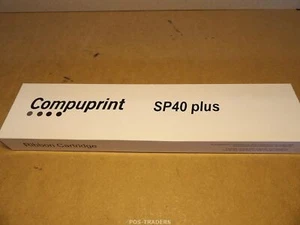 Compuprint
SP40 plus
Ribbon Cartridge
POS-TRADERS